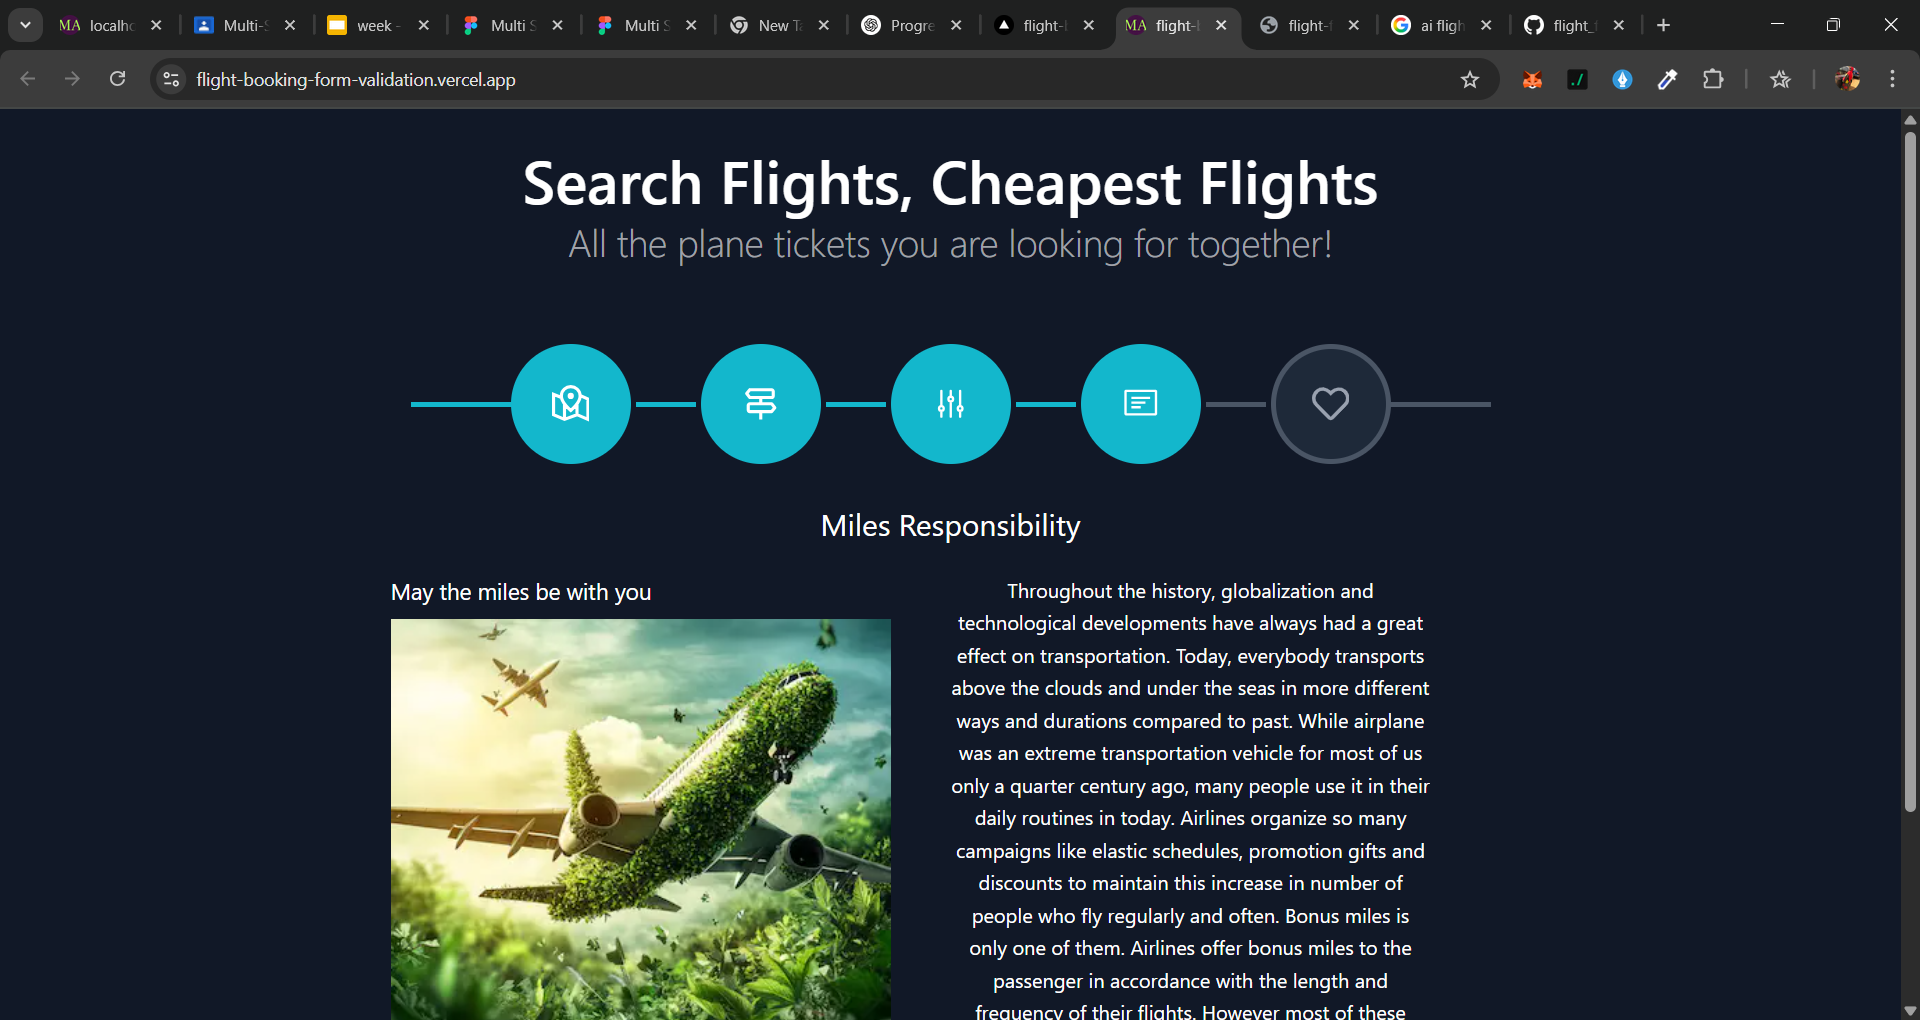 MA localhc
Multi-S
week -
Multi S
Multi S
New Ta
Progre
flight-b
MA flight-b
flight-f
ai fligh
flight_f
flight-booking-form-validation.vercel.app
Search Flights, Cheapest Flights
All the plane tickets you are looking for together!
Miles Responsibility
May the miles be with you
Throughout the history, globalization and
technological developments have always had a great
effect on transportation. Today, everybody transports
above the clouds and under the seas in more different
ways and durations compared to past. While airplane
was an extreme transportation vehicle for most of us
only a quarter century ago, many people use it in their
daily routines in today. Airlines organize so many
campaigns like elastic schedules, promotion gifts and
discounts to maintain this increase in number of
people who fly regularly and often. Bonus miles is
only one of them. Airlines offer bonus miles to the
passenger in accordance with the length and
frequency of their flights. However most of these